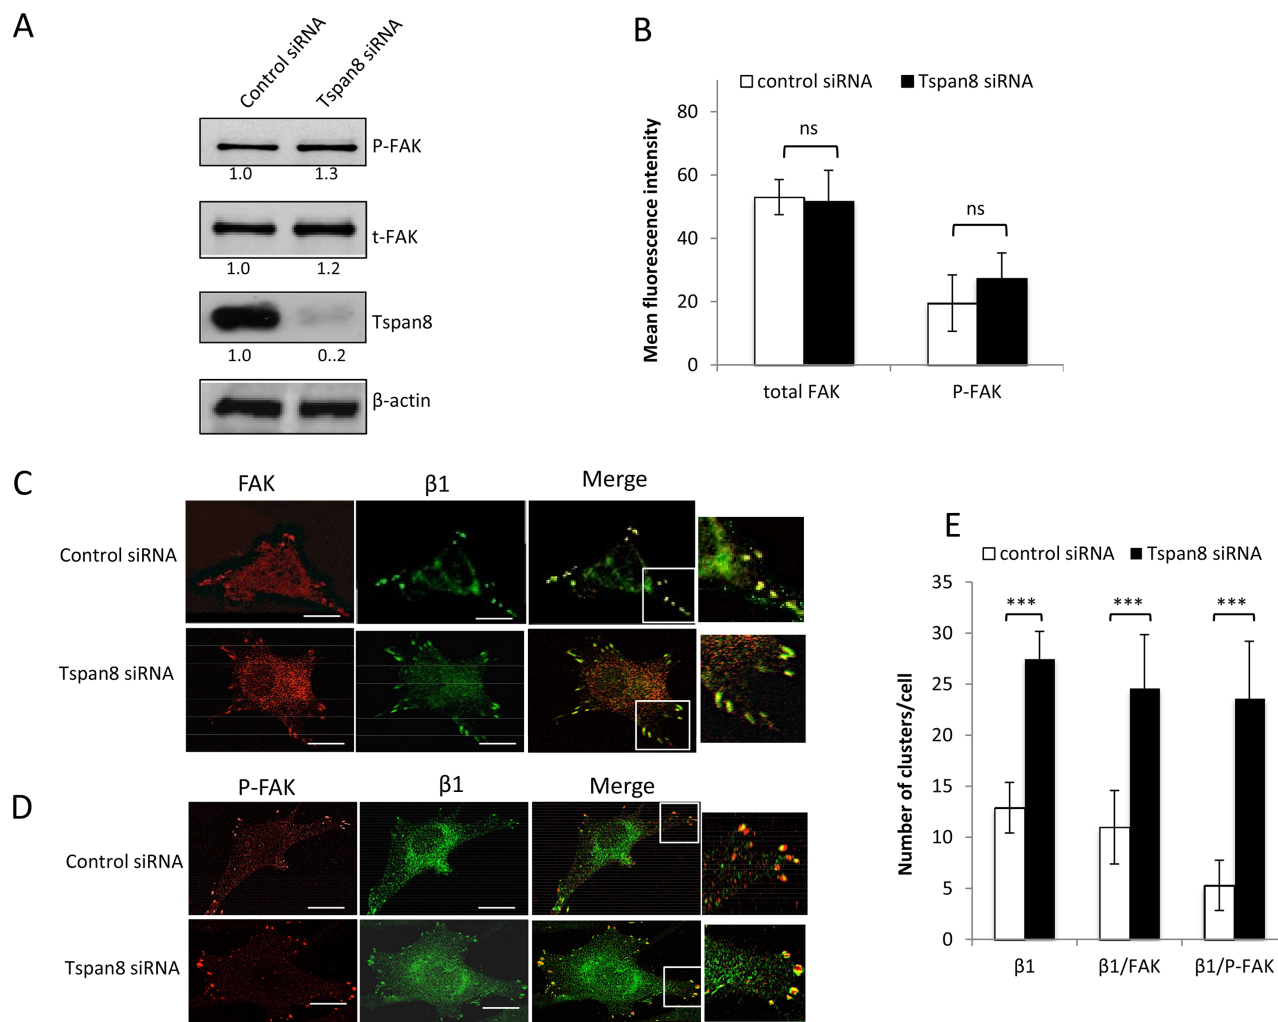 A
Control siRNA
Tspan8 siRNA
P-FAK
1.0 1.3
t-FAK
1.0 1.2
Tspan8
1.0 0..2
β-actin
B
control siRNA Tspan8 siRNA
Mean fluorescence intensity
80
60
40
20
0
ns
ns
total FAK P-FAK
C
FAK β1 Merge
Control siRNA
Tspan8 siRNA
D
P-FAK β1 Merge
Control siRNA
Tspan8 siRNA
E
control siRNA Tspan8 siRNA
Number of clusters/cell
35
30
25
20
15
10
5
0
*** *** ***
β1 β1/FAK β1/P-FAK